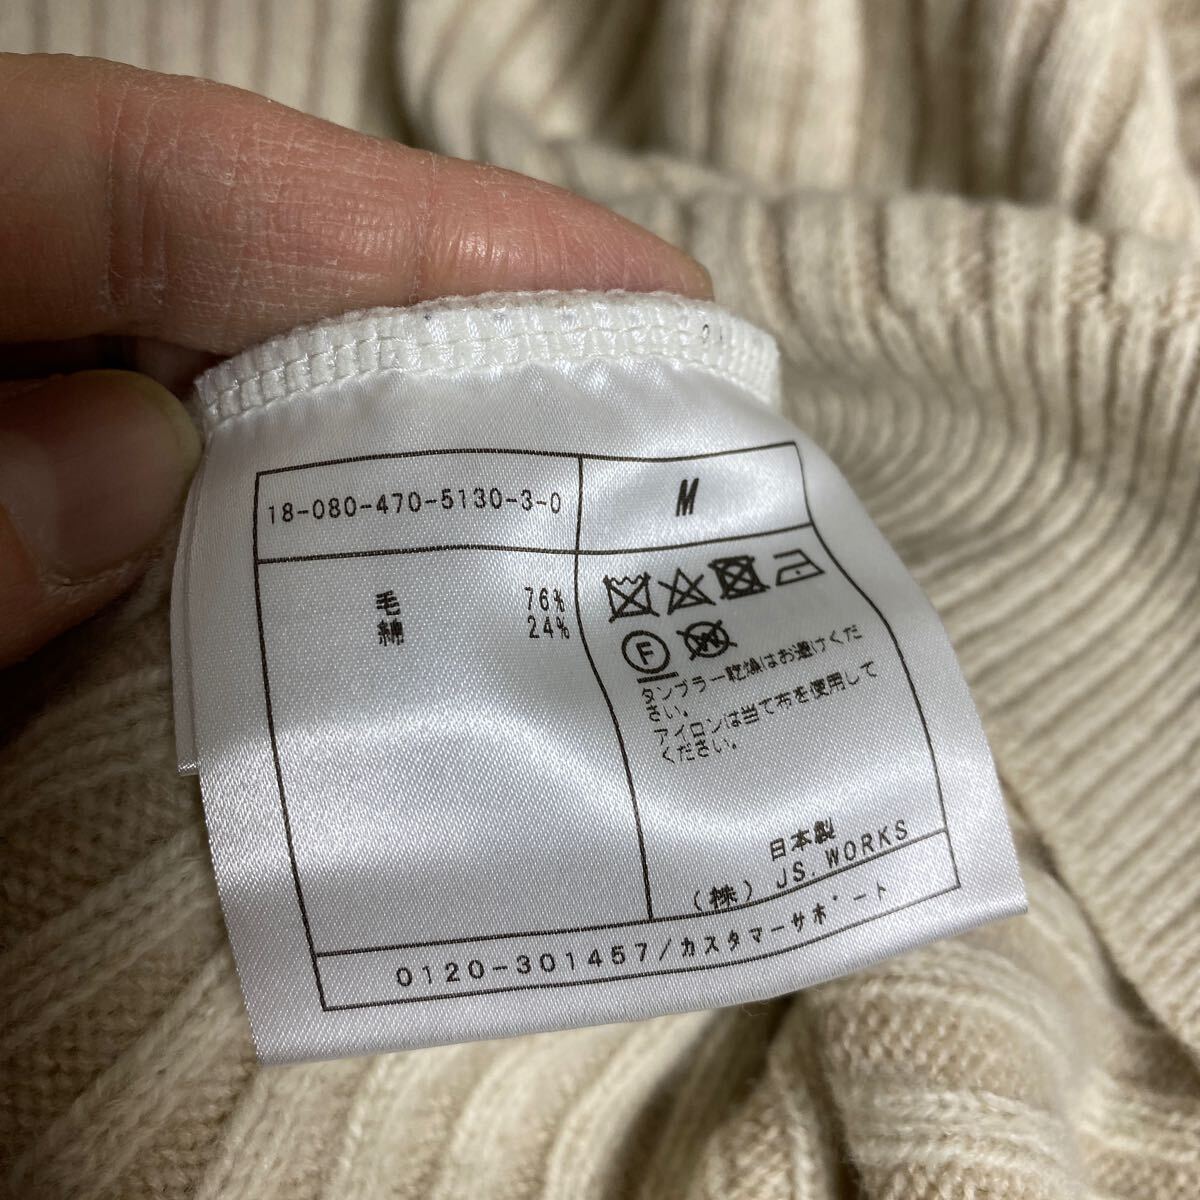 18-080-470-5130-3-0
M
毛 76%
綿 24%
F
W
タンブラー乾燥はお避けくだ
さい。
アイロンは当て布を使用して
ください。
日本製
(株) JS.WORKS
0120-301457/カスタマーサポート